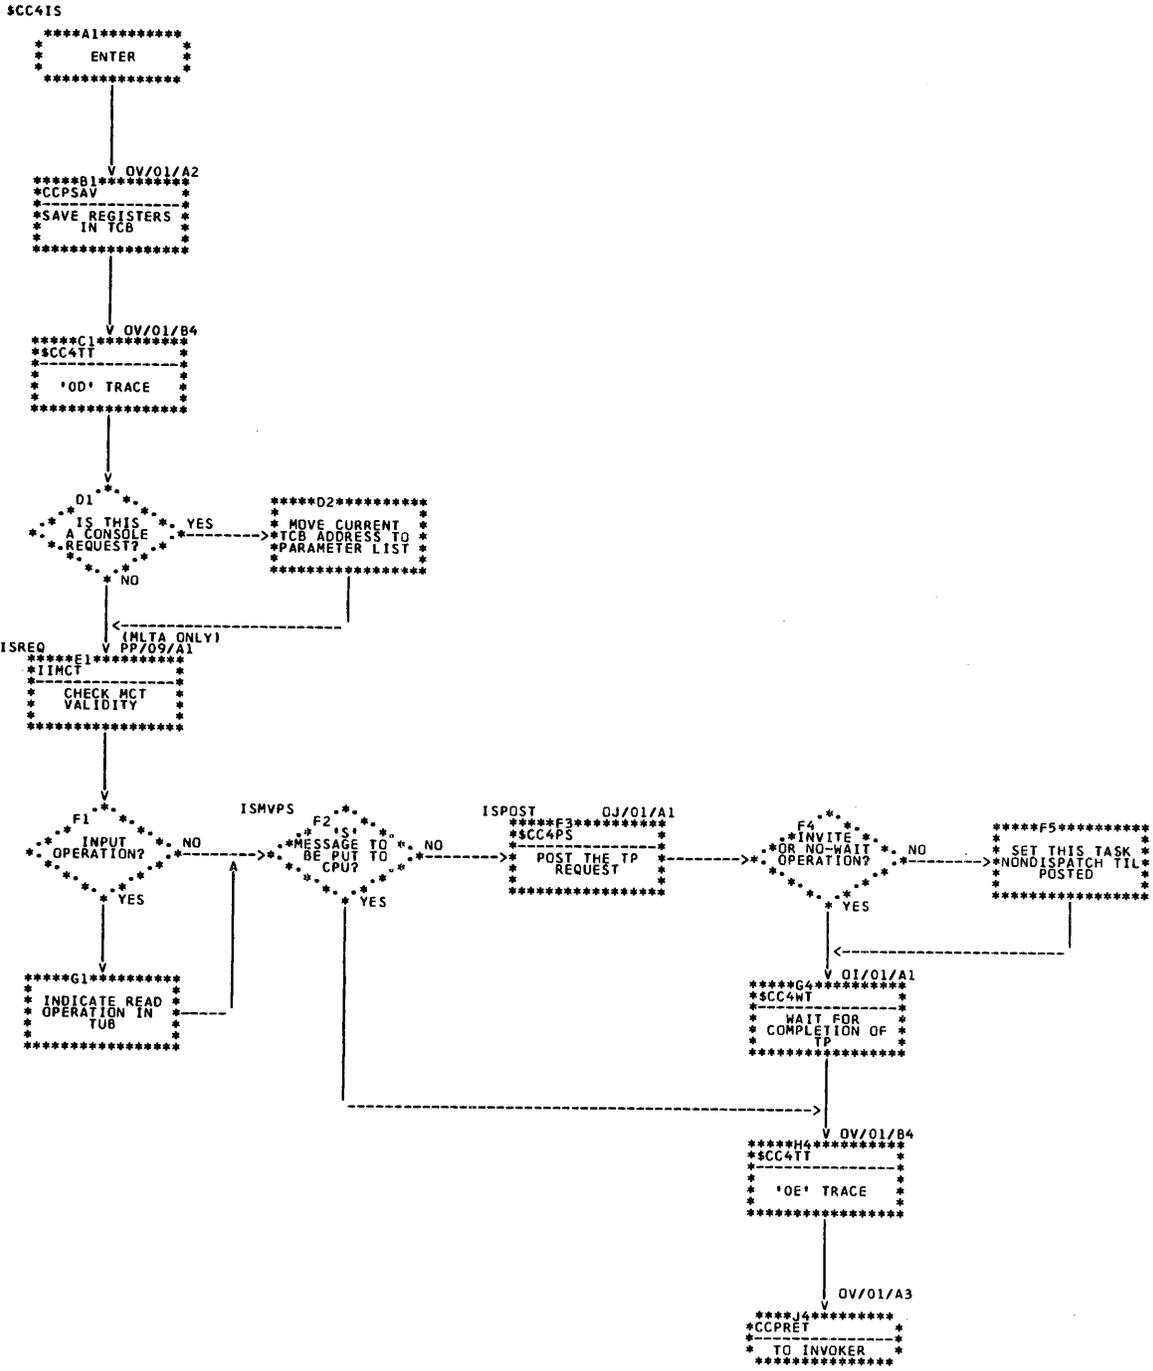 $CC4IS
A1
ENTER
OV/01/A2
B1
CCPSAV
SAVE REGISTERS
IN TCB
OV/01/B4
C1
$CC4TT
'OD' TRACE
D1
IS THIS
A CONSOLE
REQUEST?
YES
NO
D2
MOVE CURRENT
TCB ADDRESS TO
PARAMETER LIST
(MLTA ONLY)
ISREQ
PP/09/A1
E1
IIMCT
CHECK MCT
VALIDITY
F1
INPUT
OPERATION?
NO
YES
ISMVPS
F2
'S'
MESSAGE TO
BE PUT TO
CPU?
NO
YES
ISPOST
OJ/01/A1
F3
$CC4PS
POST THE TP
REQUEST
F4
INVITE
OR NO-WAIT
OPERATION?
NO
YES
F5
SET THIS TASK
NONDISPATCH TIL
POSTED
G1
INDICATE READ
OPERATION IN
TUB
OI/01/A1
G4
$CC4WT
WAIT FOR
COMPLETION OF
TP
OV/01/B4
H4
$CC4TT
'OE' TRACE
OV/01/A3
J4
CCPRET
TO INVOKER